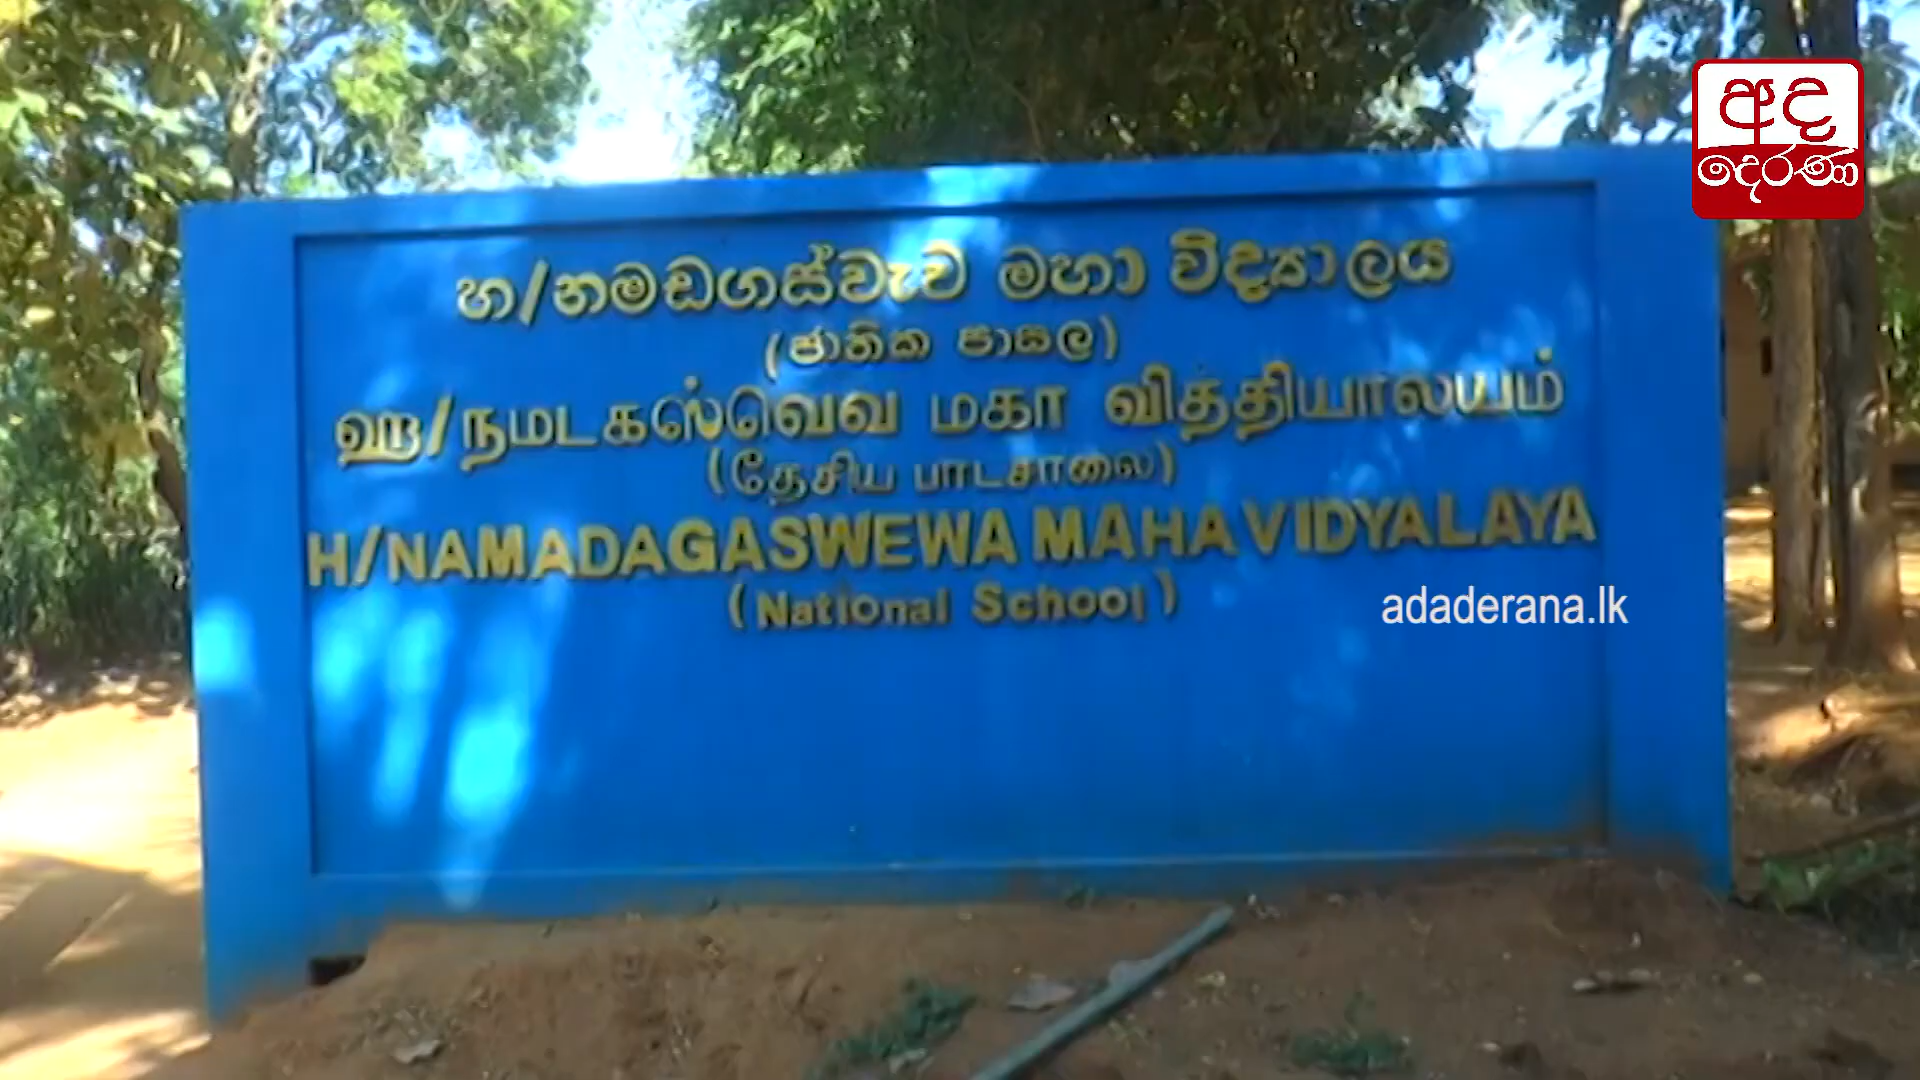 අද
දෙරණ
හ/නමඩගස්වැව මහා විද්‍යාලය
(ජාතික පාසල)
ஹ/நமடகஸ்வெவ மகா வித்தியாலயம்
(தேசிய பாடசாலை)
H/NAMADAGASWEWA MAHA VIDYALAYA
(National School)
adaderana.lk